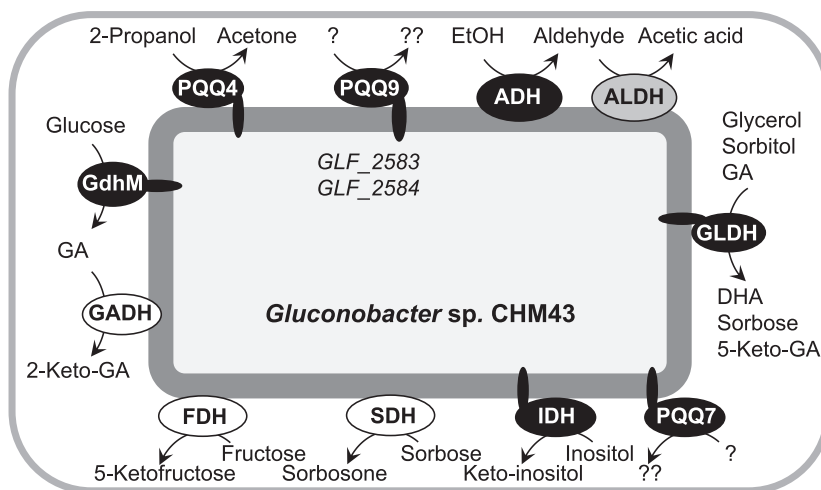 2-Propanol Acetone ? ?? EtOH Aldehyde Acetic acid
PQQ4 PQQ9 ADH ALDH
Glucose
GdhM
GA
GADH
2-Keto-GA
GLF_2583
GLF_2584
Gluconobacter sp. CHM43
Glycerol
Sorbitol
GA
GLDH
DHA
Sorbose
5-Keto-GA
FDH SDH IDH PQQ7
Fructose Sorbose Inositol ?
5-Ketofructose Sorbosone Keto-inositol ??